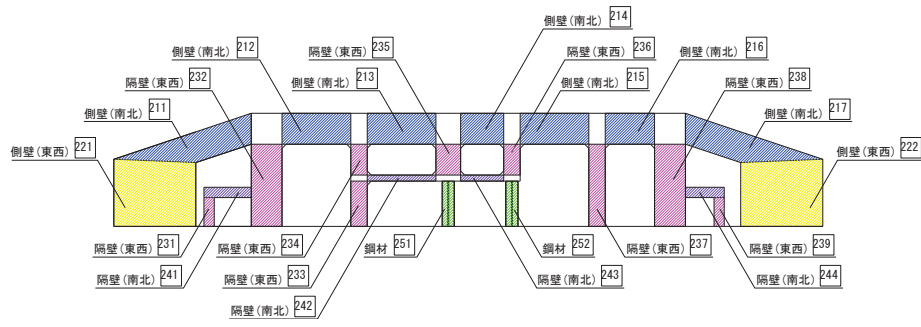 側壁(南北) 214
側壁(南北) 212
隔壁(東西) 235
隔壁(東西) 236
側壁(南北) 216
隔壁(東西) 232
側壁(南北) 213
側壁(南北) 215
隔壁(東西) 238
側壁(南北) 211
側壁(南北) 217
側壁(東西) 221
側壁(東西) 222
隔壁(東西) 231
隔壁(東西) 234
鋼材 251
鋼材 252
隔壁(東西) 237
隔壁(東西) 239
隔壁(南北) 241
隔壁(東西) 233
隔壁(南北) 243
隔壁(南北) 244
隔壁(南北) 242